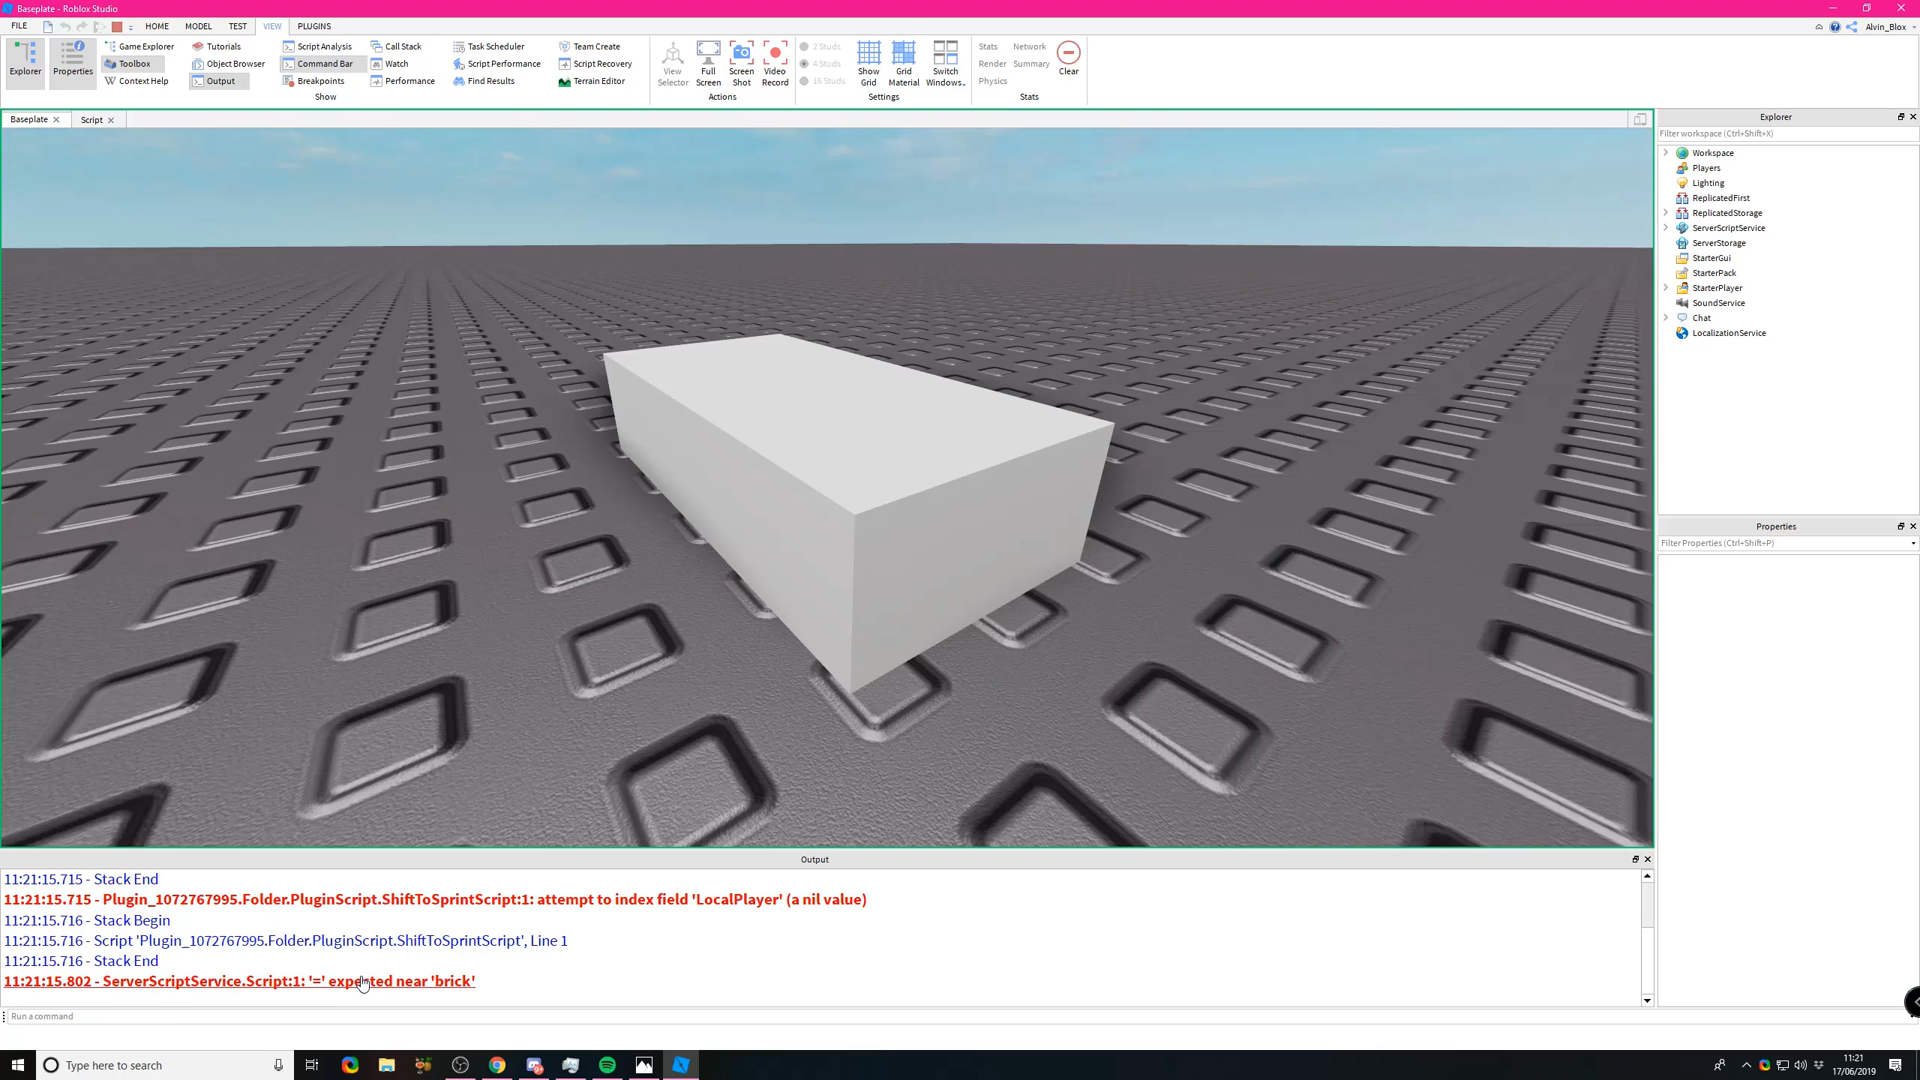 Baseplate - Roblox Studio
FILE HOME MODEL TEST VIEW PLUGINS Alvin_Blox
Explorer Properties
Game Explorer Tutorials
Toolbox Object Browser
Context Help Output
Script Analysis Call Stack Task Scheduler Team Create
Command Bar Watch Script Performance Script Recovery
Breakpoints Performance Find Results Terrain Editor
Show
View Selector Full Screen Screen Shot Video Record
Actions
2 Studs
4 Studs
16 Studs
Show Grid Grid Material Switch Windows
Settings
Stats Network
Render Summary
Physics
Clear
Stats
Baseplate Script
Explorer
Filter workspace (Ctrl+Shift+X)
Workspace
Players
Lighting
ReplicatedFirst
ReplicatedStorage
ServerScriptService
ServerStorage
StarterGui
StarterPack
StarterPlayer
SoundService
Chat
LocalizationService
Properties
Filter Properties (Ctrl+Shift+P)
Output
11:21:15.715 - Stack End
11:21:15.715 - Plugin_1072767995.Folder.PluginScript.ShiftToSprintScript:1: attempt to index field 'LocalPlayer' (a nil value)
11:21:15.716 - Stack Begin
11:21:15.716 - Script 'Plugin_1072767995.Folder.PluginScript.ShiftToSprintScript', Line 1
11:21:15.716 - Stack End
11:21:15.802 - ServerScriptService.Script:1: '=' expected near 'brick'
Run a command
Type here to search
11:21
17/06/2019